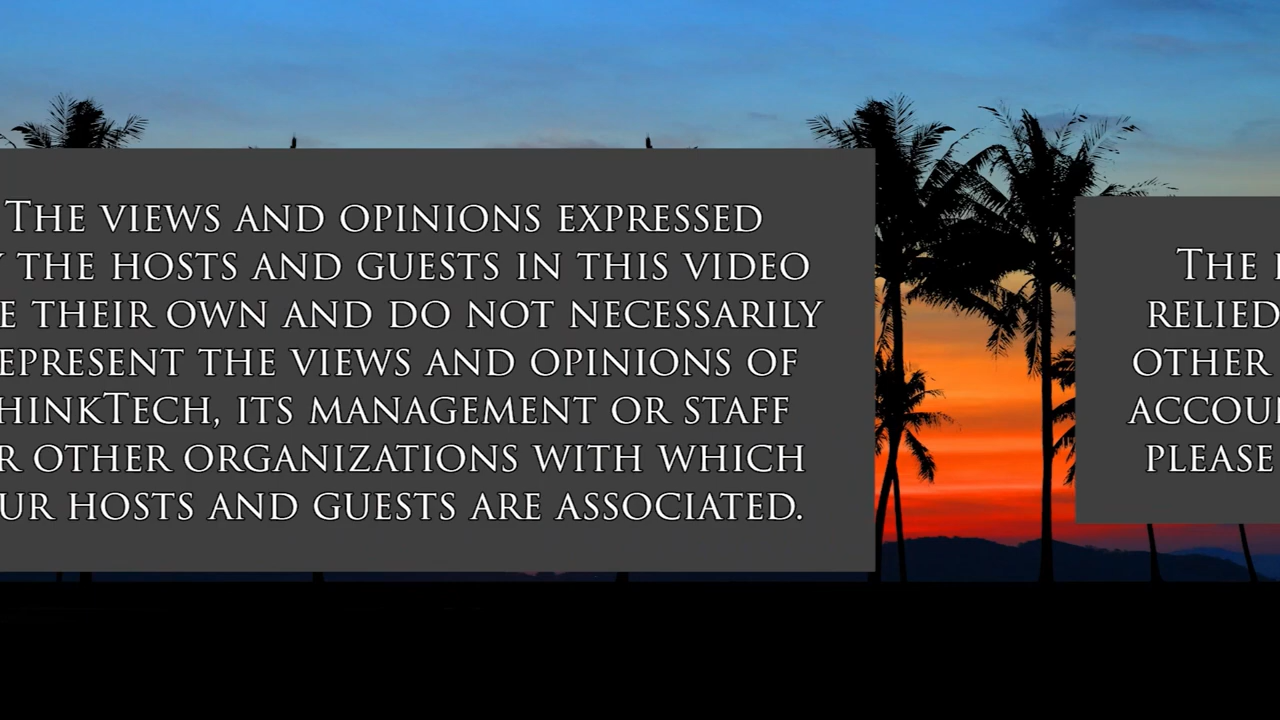 The views and opinions expressed
the hosts and guests in this video
their own and do not necessarily
epresent the views and opinions of
hinkTech, its management or staff
r other organizations with which
ur hosts and guests are associated.
The
relied
other
accou
please